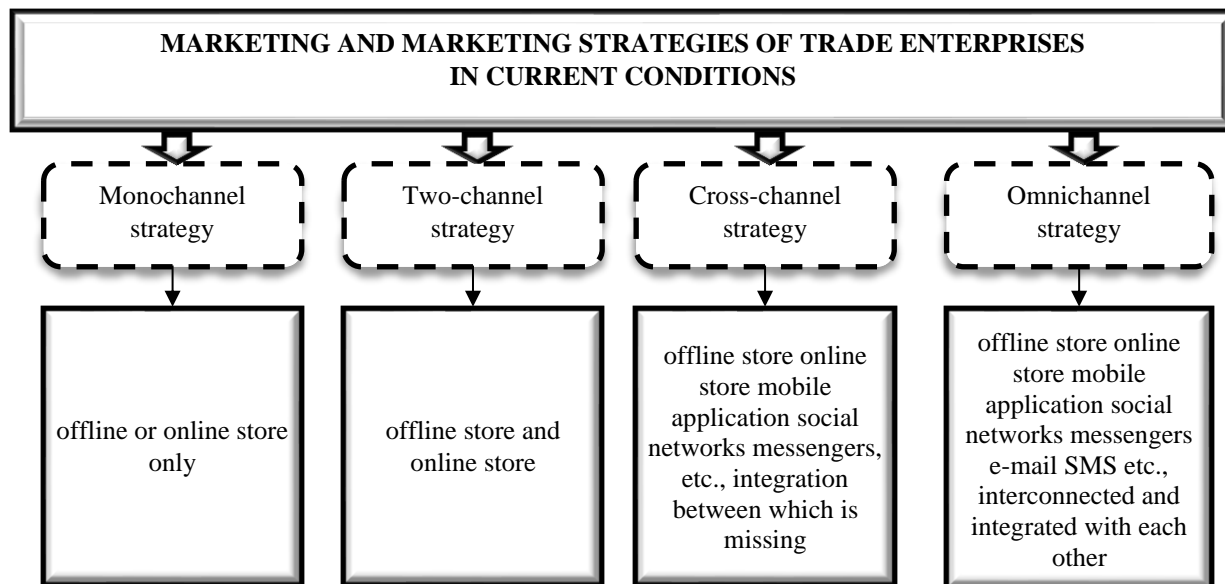 MARKETING AND MARKETING STRATEGIES OF TRADE ENTERPRISES
IN CURRENT CONDITIONS
Monochannel
strategy
Two-channel
strategy
Cross-channel
strategy
Omnichannel
strategy
offline or online store
only
offline store and
online store
offline store online
store mobile
application social
networks messengers,
etc., integration
between which is
missing
offline store online
store mobile
application social
networks messengers
e-mail SMS etc.,
interconnected and
integrated with each
other